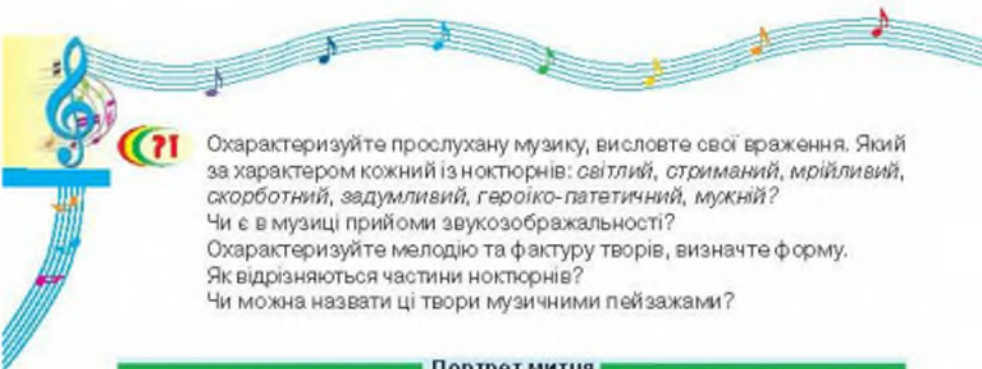 ?!
Охарактеризуйте прослухану музику, висловте свої враження. Який
за характером кожний із ноктюрнів: світлий, стриманий, мрійливий,
скорботний, задумливий, героїко-патетичний, мужній?
Чи є в музиці прийоми звукозображальності?
Охарактеризуйте мелодію та фактуру творів, визначте форму.
Як відрізняються частини ноктюрнів?
Чи можна назвати ці твори музичними пейзажами?
Портрет митця